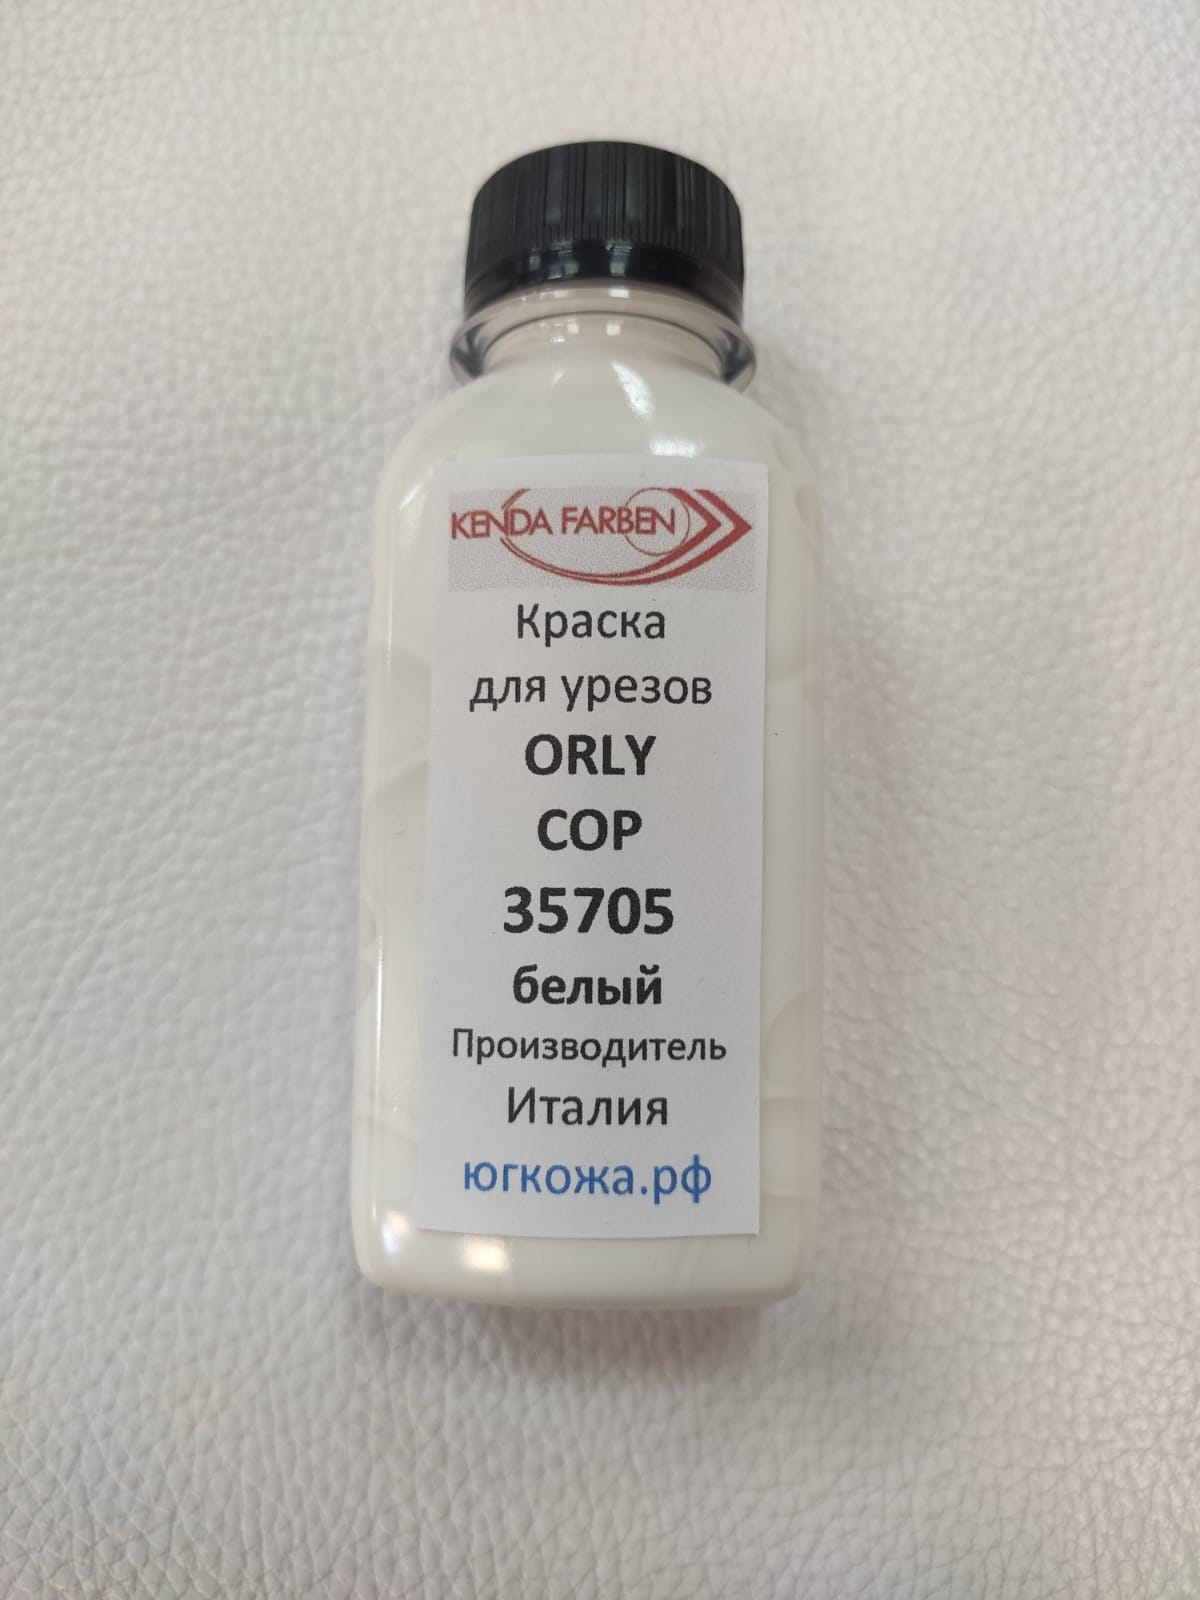 KENDA FARBEN
Краска
для урезов
ORLY
COP
35705
белый
Производитель
Италия
югкожа.рф